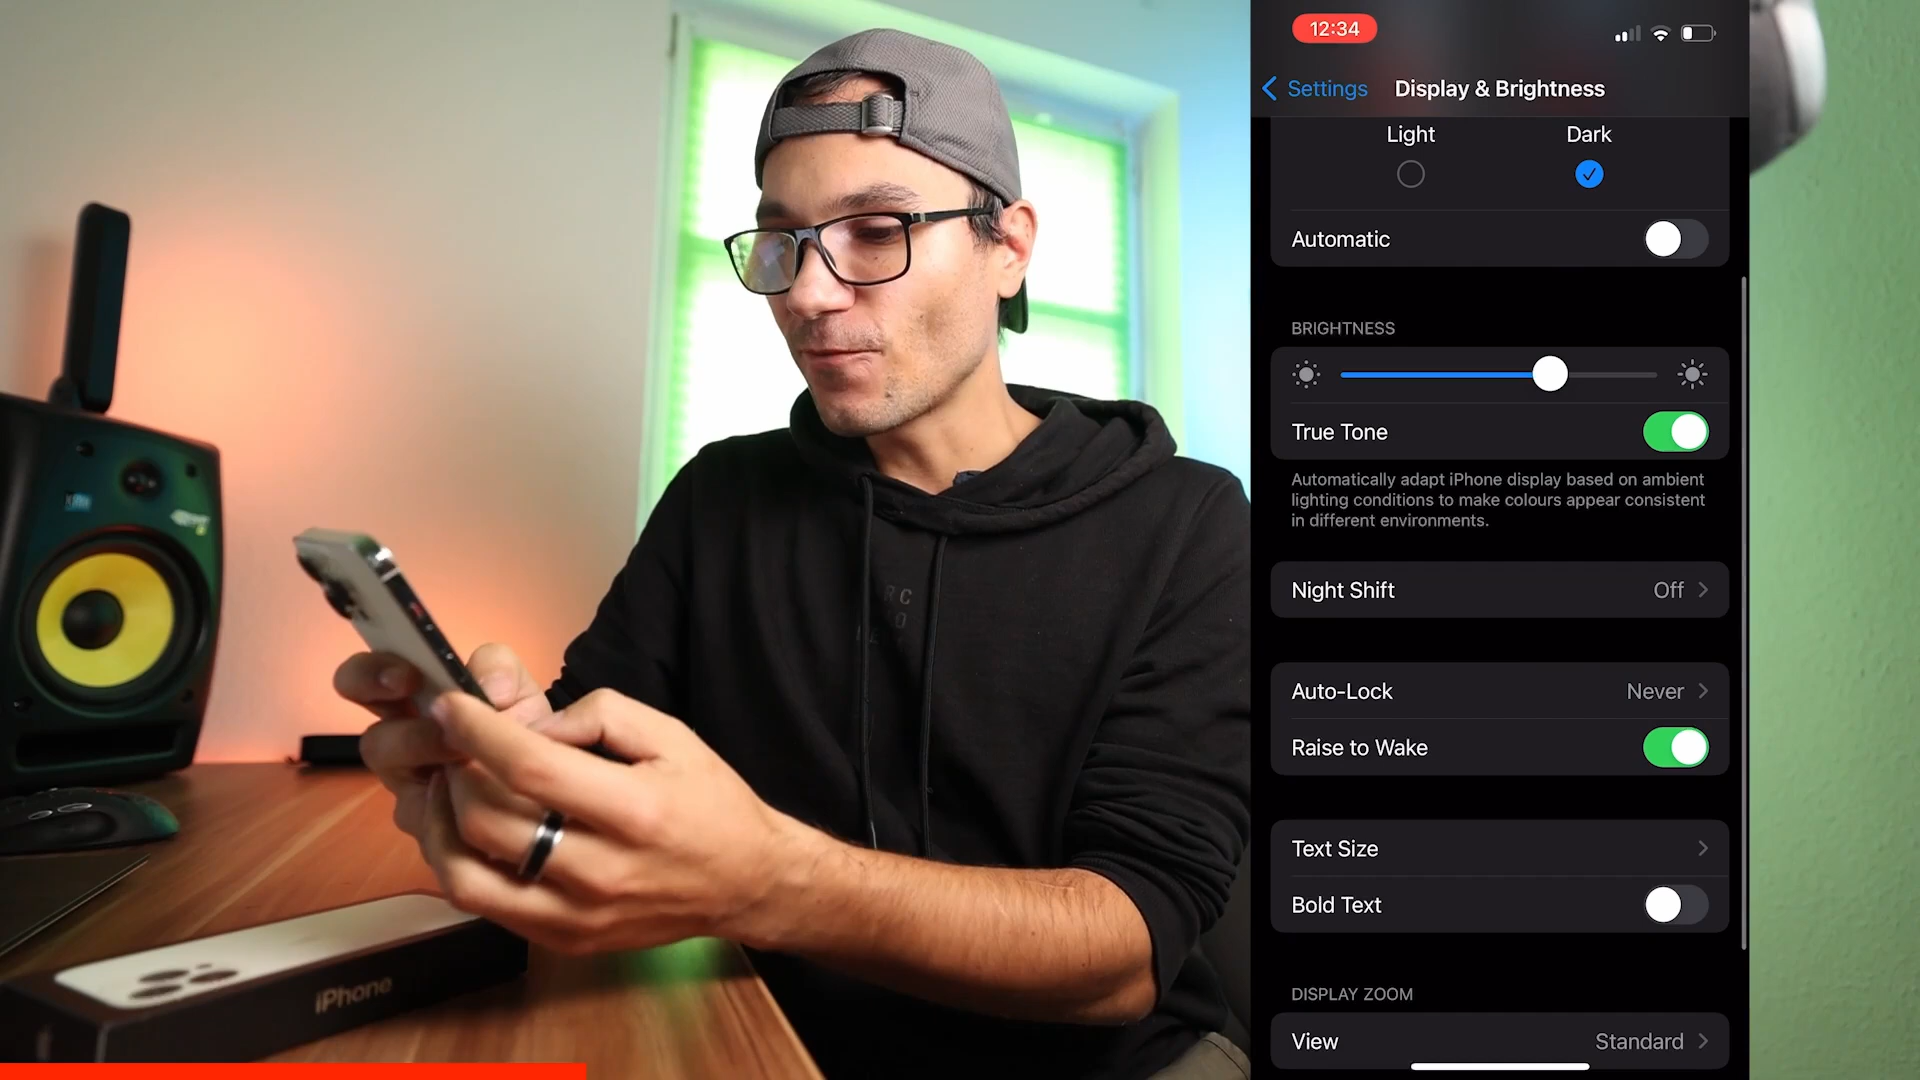 12:34
Settings
Display & Brightness
Light
Dark
Automatic
BRIGHTNESS
True Tone
Automatically adapt iPhone display based on ambient
lighting conditions to make colours appear consistent
in different environments.
Night Shift
Off
Auto-Lock
Never
Raise to Wake
Text Size
Bold Text
DISPLAY ZOOM
View
Standard
iPhone